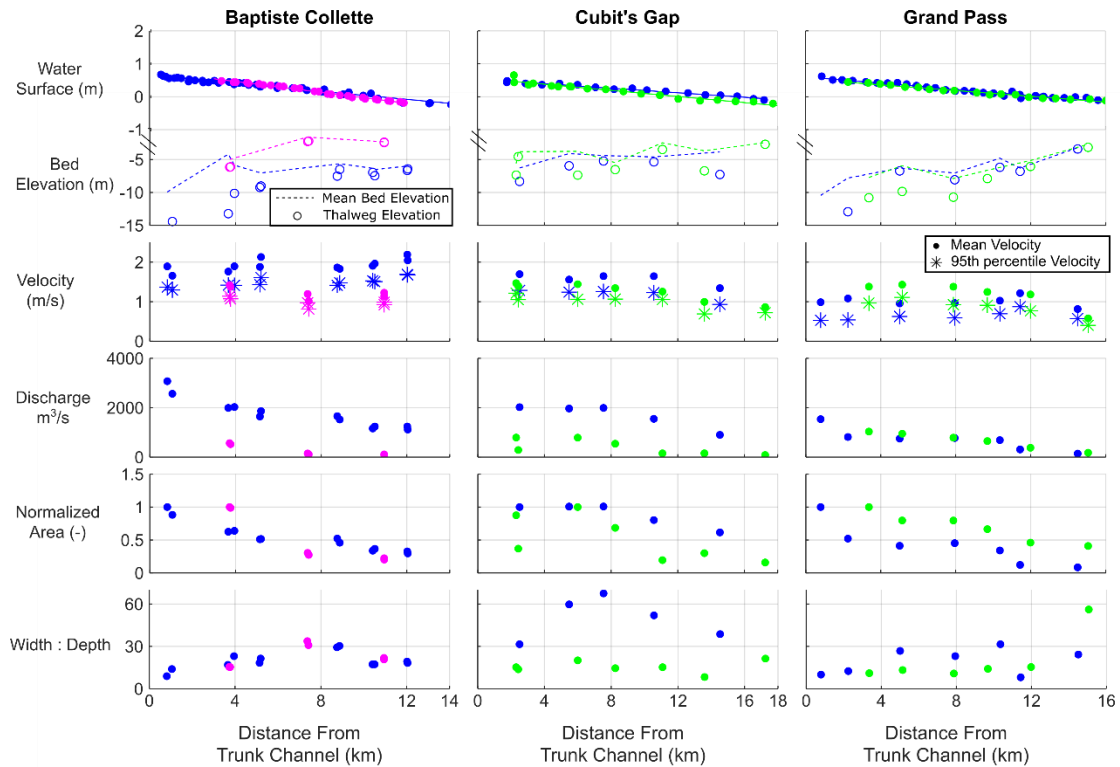 Baptiste Collette
Cubit's Gap
Grand Pass
Water
Surface (m)
1
0
1
Bed
Elevation (m)
-5
-10
-15
Mean Bed Elevation
Thalweg Elevation
Velocity
(m/s)
2
1
0
Mean Velocity
95th percentile Velocity
Discharge
m³/s
4000
2000
0
Normalized
Area (-)
1.5
1
0.5
0
Width : Depth
60
30
0
0 4 8 12 14
0 4 8 12 16 18
0 4 8 12 16
Distance From
Trunk Channel (km)
Distance From
Trunk Channel (km)
Distance From
Trunk Channel (km)